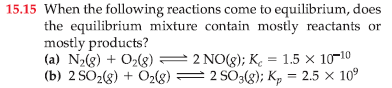 15.15 When the following reactions come to equilibrium, does
the equilibrium mixture contain mostly reactants or
mostly products?
(a) N₂(g) + O₂(g) ⇌ 2 NO(g); K꜀ = 1.5 × 10⁻¹⁰
(b) 2 SO₂(g) + O₂(g) ⇌ 2 SO₃(g); Kₚ = 2.5 × 10⁹